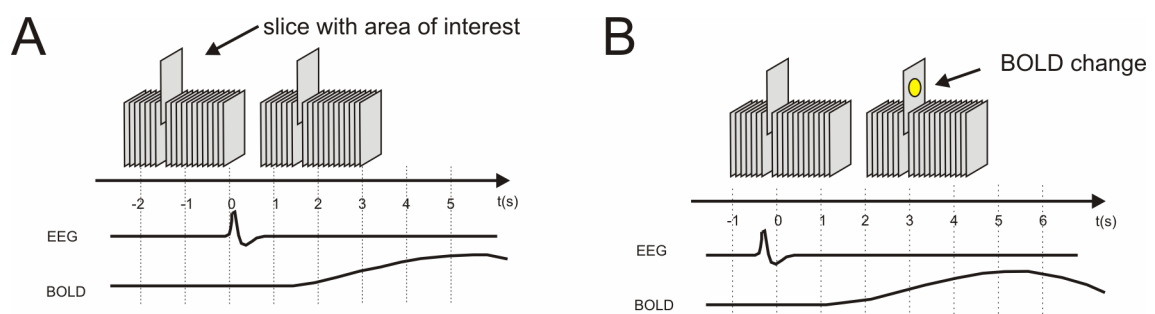 A
slice with area of interest
-2 -1 0 1 2 3 4 5 t(s)
EEG
BOLD
B
BOLD change
-1 0 1 2 3 4 5 6 t(s)
EEG
BOLD